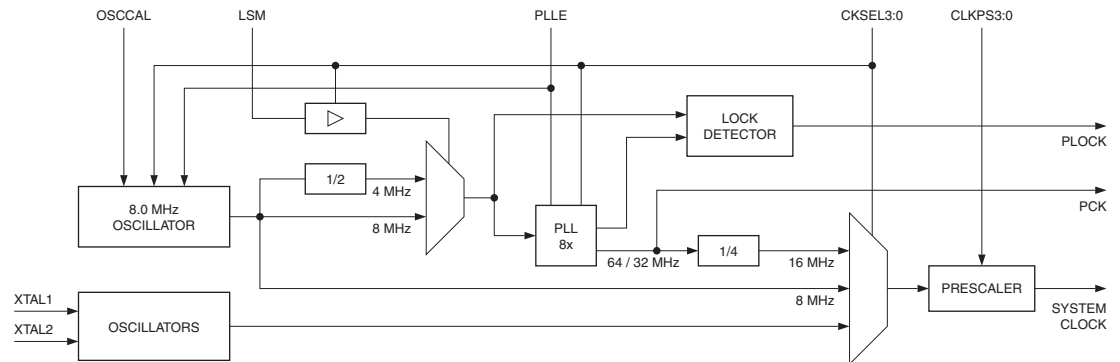 OSCCAL
LSM
PLLE
CKSEL3:0
CLKPS3:0
LOCK
DETECTOR
PLOCK
1/2
4 MHz
8.0 MHz
OSCILLATOR
8 MHz
PLL
8x
PCK
64 / 32 MHz
1/4
16 MHz
8 MHz
PRESCALER
SYSTEM
CLOCK
XTAL1
XTAL2
OSCILLATORS